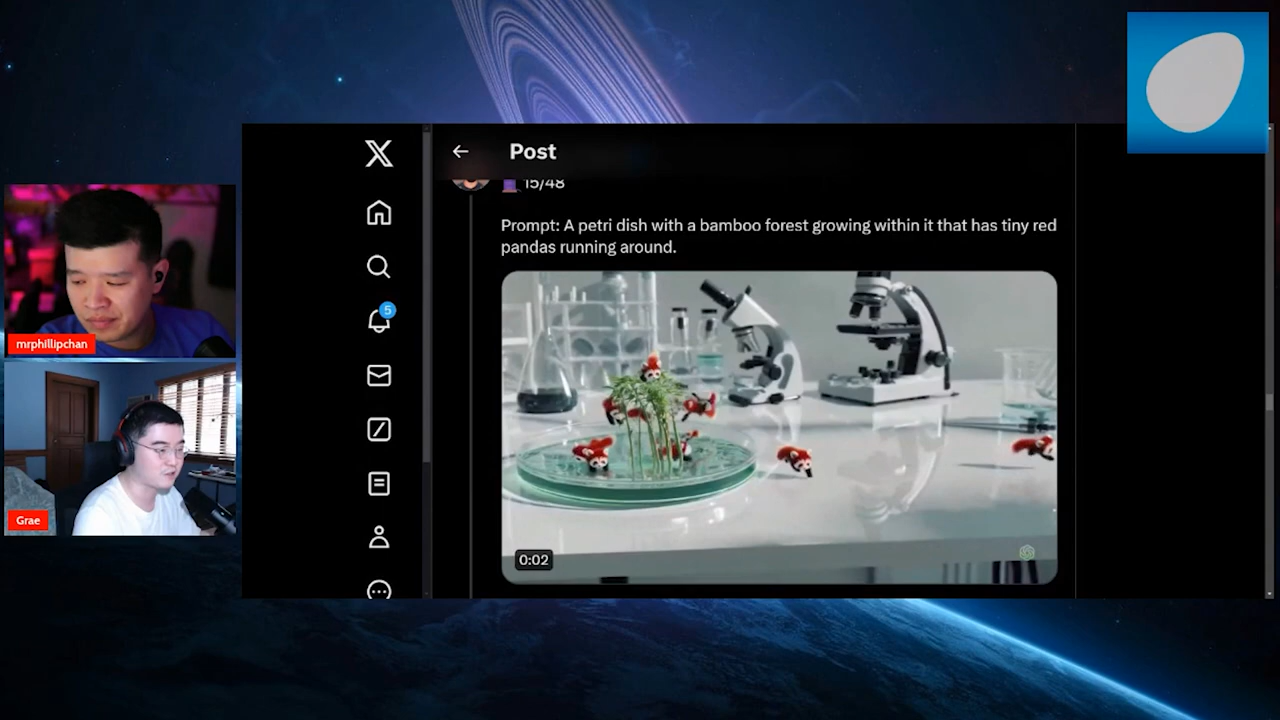 Post
15/48
Prompt: A petri dish with a bamboo forest growing within it that has tiny red
pandas running around.
5
0:02
mrphillipchan
Grae